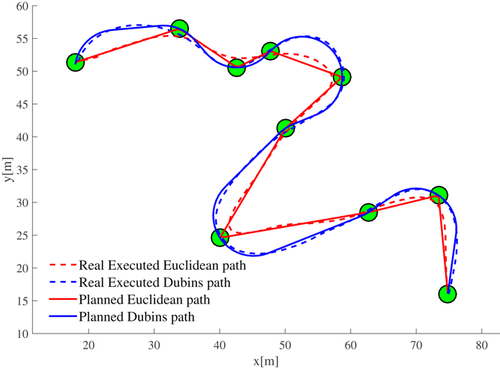 60
55
50
45
40
35
30
25
20
15
10
y[m]
Real Executed Euclidean path
Real Executed Dubins path
Planned Euclidean path
Planned Dubins path
20 30 40 50 60 70 80
x[m]